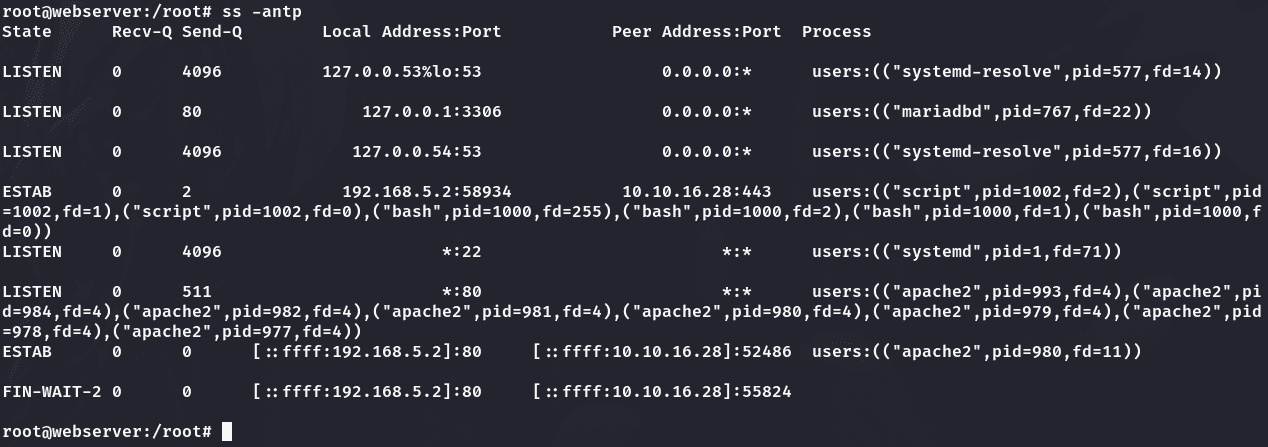 root@webserver:/root# ss -antp
State Recv-Q Send-Q Local Address:Port Peer Address:Port Process
LISTEN 0 4096 127.0.0.53%lo:53 0.0.0.0:* users:(("systemd-resolve",pid=577,fd=14))
LISTEN 0 80 127.0.0.1:3306 0.0.0.0:* users:(("mariadbd",pid=767,fd=22))
LISTEN 0 4096 127.0.0.54:53 0.0.0.0:* users:(("systemd-resolve",pid=577,fd=16))
ESTAB 0 2 192.168.5.2:58934 10.10.16.28:443 users:(("script",pid=1002,fd=2),("script",pid
=1002,fd=1),("script",pid=1002,fd=0),("bash",pid=1000,fd=255),("bash",pid=1000,fd=2),("bash",pid=1000,fd=1),("bash",pid=1000,f
d=0))
LISTEN 0 4096 *:22 *:* users:(("systemd",pid=1,fd=71))
LISTEN 0 511 *:80 *:* users:(("apache2",pid=993,fd=4),("apache2",pi
d=984,fd=4),("apache2",pid=982,fd=4),("apache2",pid=981,fd=4),("apache2",pid=980,fd=4),("apache2",pid=979,fd=4),("apache2",pid
=978,fd=4),("apache2",pid=977,fd=4))
ESTAB 0 0 [::ffff:192.168.5.2]:80 [::ffff:10.10.16.28]:52486 users:(("apache2",pid=980,fd=11))
FIN-WAIT-2 0 0 [::ffff:192.168.5.2]:80 [::ffff:10.10.16.28]:55824
root@webserver:/root#